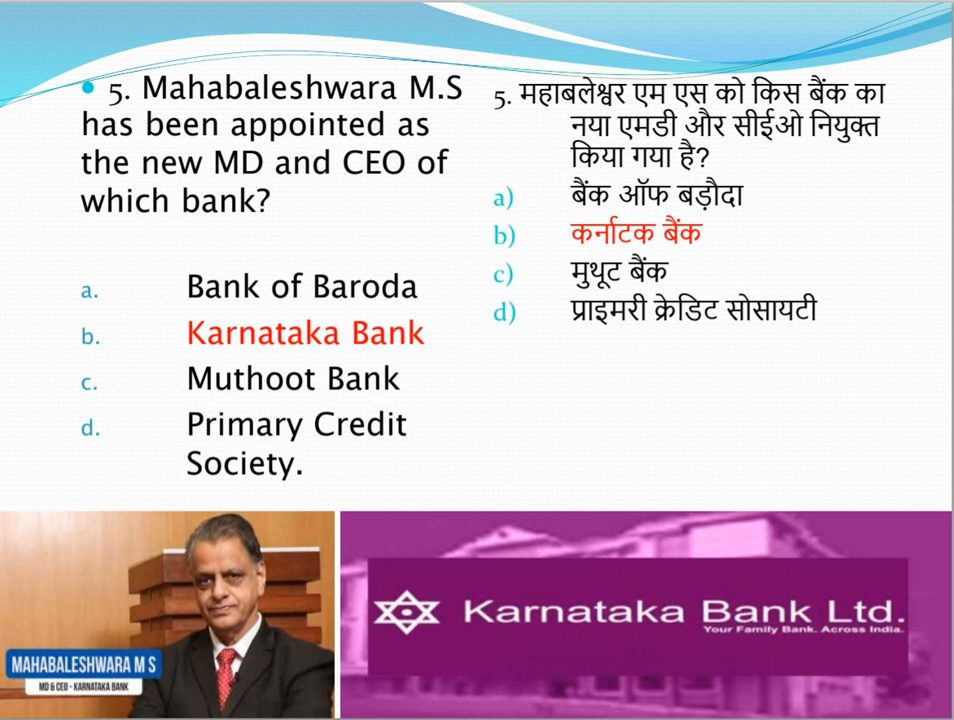 5. Mahabaleshwara M.S
has been appointed as
the new MD and CEO of
which bank?
a. Bank of Baroda
b. Karnataka Bank
c. Muthoot Bank
d. Primary Credit
Society.
5. महाबलेश्वर एम एस को किस बैंक का
नया एमडी और सीईओ नियुक्त
किया गया है?
a) बैंक ऑफ बड़ौदा
b) कर्नाटक बैंक
c) मुथूट बैंक
d) प्राइमरी क्रेडिट सोसायटी
MAHABALESHWARA M S
MD & CEO - KARNATAKA BANK
Karnataka Bank Ltd.
Your Family Bank. Across India.